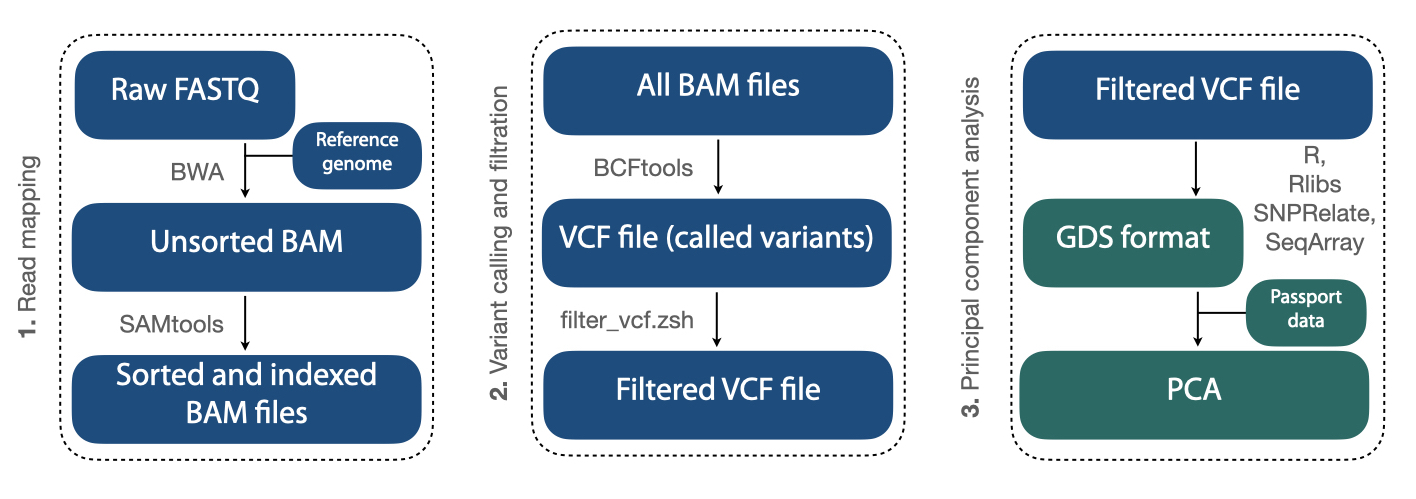 1. Read mapping
Raw FASTQ
Reference
genome
BWA
Unsorted BAM
SAMtools
Sorted and indexed
BAM files
2. Variant calling and filtration
All BAM files
BCFtools
VCF file (called variants)
filter_vcf.zsh
Filtered VCF file
3. Principal component analysis
Filtered VCF file
R,
Rlibs
SNPRelate,
SeqArray
GDS format
Passport
data
PCA